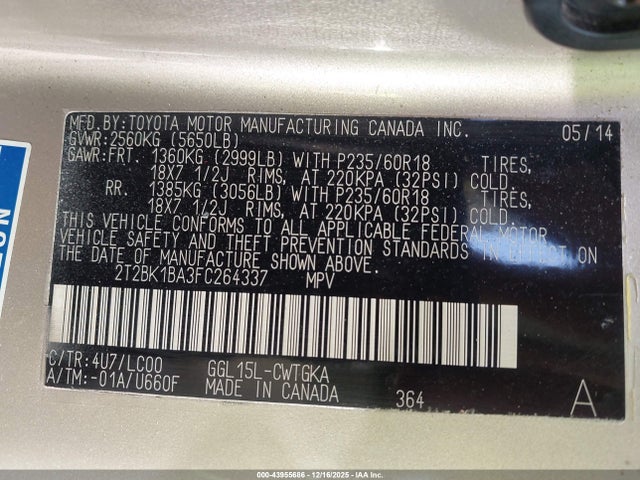 MFD.BY:TOYOTA MOTOR MANUFACTURING CANADA INC. 05/14
GVWR:2560KG (5650LB)
GAWR:FRT. 1360KG (2999LB) WITH P235/60R18 TIRES,
18X7 1/2J RIMS, AT 220KPA (32PSI) COLD.
RR. 1385KG (3056LB) WITH P235/60R18 TIRES,
18X7 1/2J RIMS, AT 220KPA (32PSI) COLD.
THIS VEHICLE CONFORMS TO ALL APPLICABLE FEDERAL MOTOR
VEHICLE SAFETY AND THEFT PREVENTION STANDARDS IN EFFECT ON
THE DATE OF MANUFACTURE SHOWN ABOVE.
2T2BK1BA3FC264337 MPV
C/TR:4U7/LC00 GGL15L-CWTGKA
A/TM:-01A/U660F MADE IN CANADA 364 A
000-43955686 - 12/16/2025 - IAA Inc.